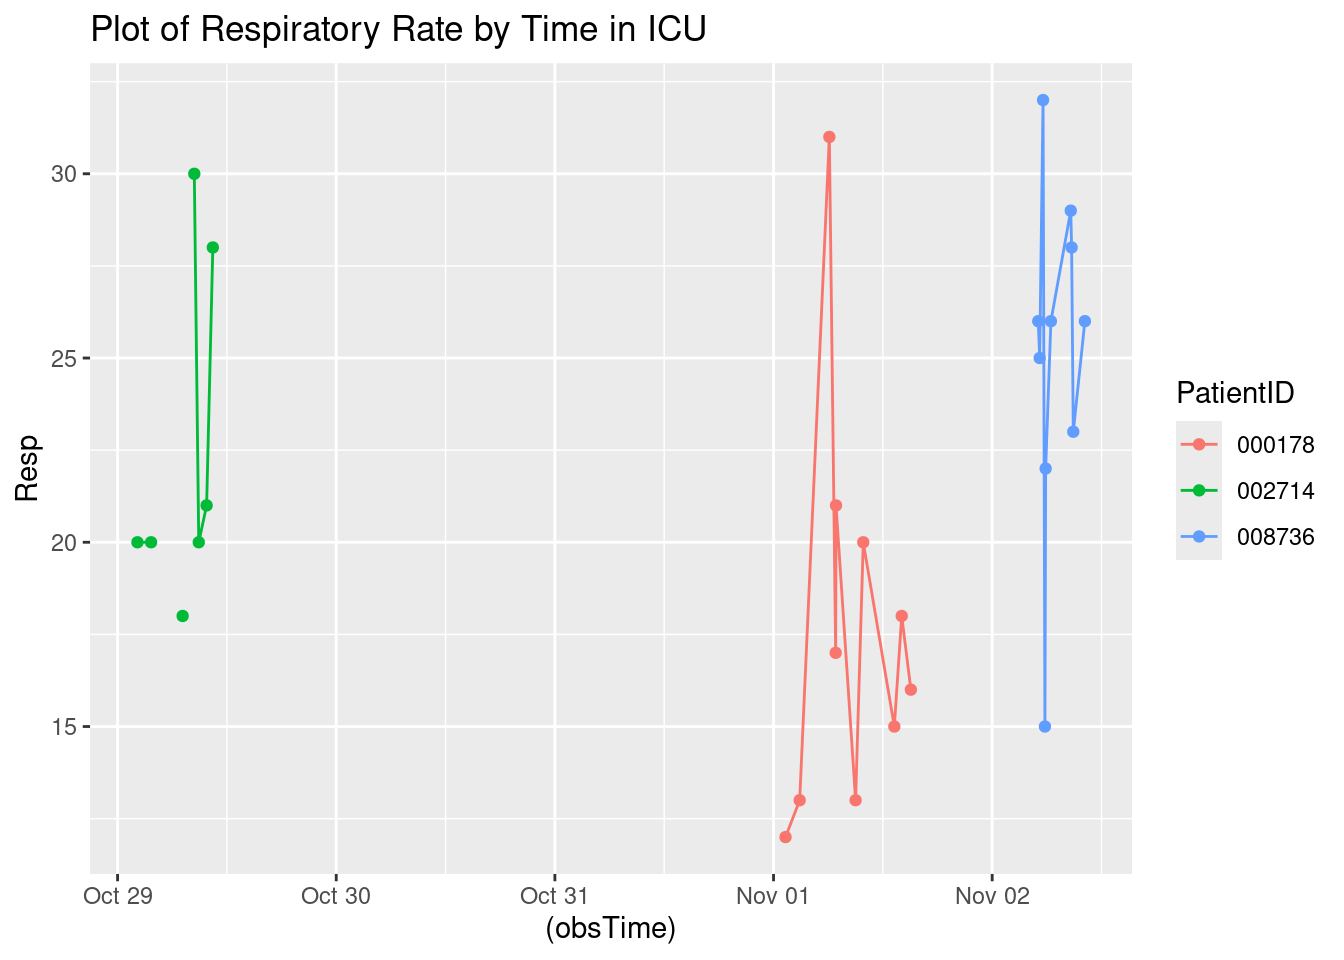 Plot of Respiratory Rate by Time in ICU
30
25
20
15
Resp
Oct 29
Oct 30
Oct 31
Nov 01
Nov 02
(obsTime)
PatientID
000178
002714
008736